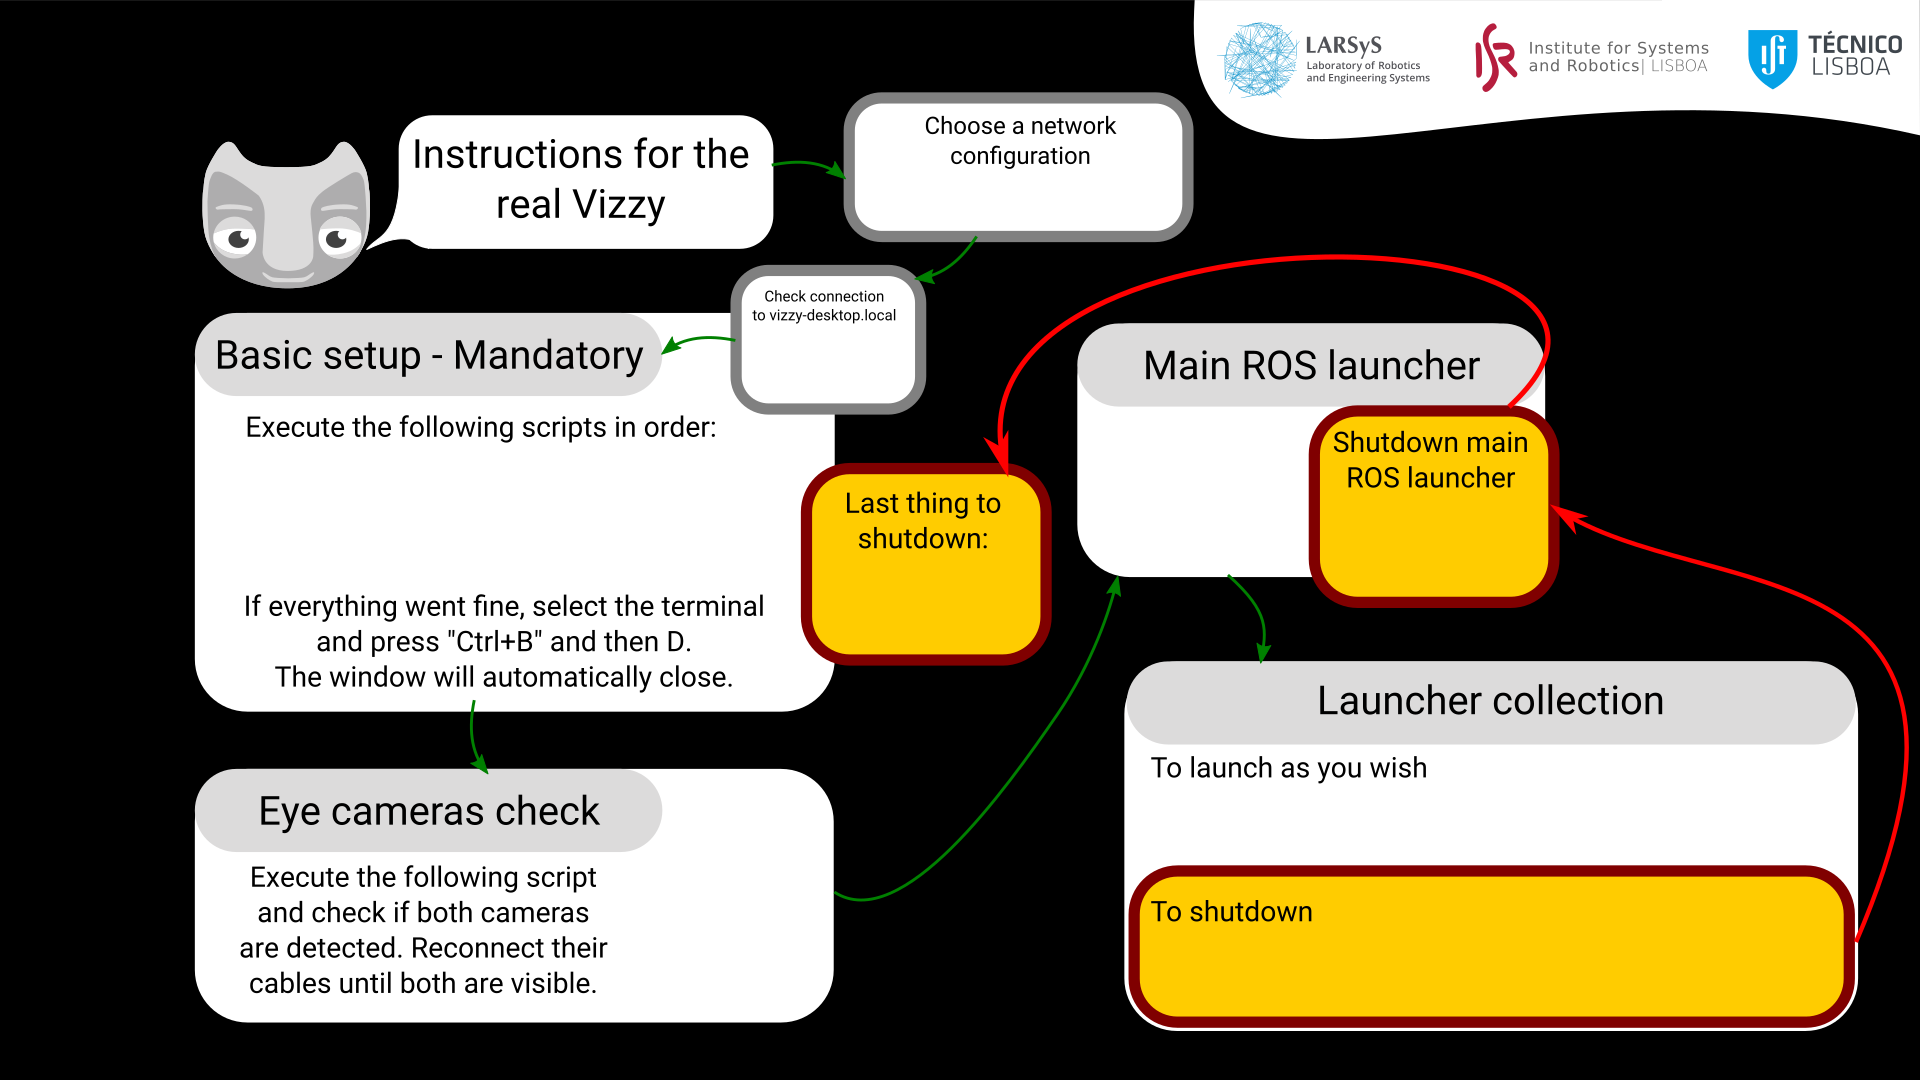 LARSyS
Laboratory of Robotics
and Engineering Systems
ISR
Institute for Systems
and Robotics| LISBOA
TÉCNICO
LISBOA
Instructions for the
real Vizzy
Choose a network
configuration
Check connection
to vizzy-desktop.local
Basic setup - Mandatory
Execute the following scripts in order:
If everything went fine, select the terminal
and press "Ctrl+B" and then D.
The window will automatically close.
Last thing to
shutdown:
Eye cameras check
Execute the following script
and check if both cameras
are detected. Reconnect their
cables until both are visible.
Main ROS launcher
Shutdown main
ROS launcher
Launcher collection
To launch as you wish
To shutdown